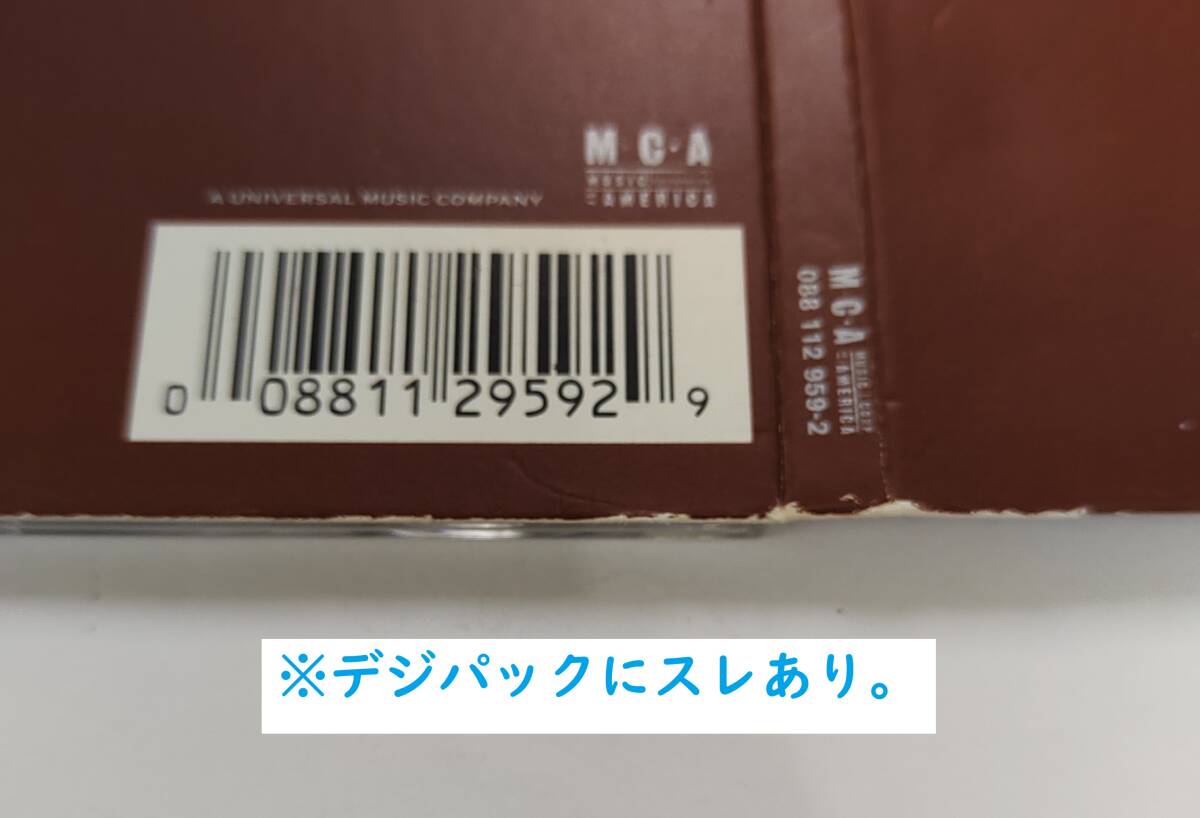 M·C·A
MUSIC
AMERICA
A UNIVERSAL MUSIC COMPANY
0 08811 29592 9
M C·A
MUSIC
AMERICA
088 112 959-2
※デジパックにスレあり。